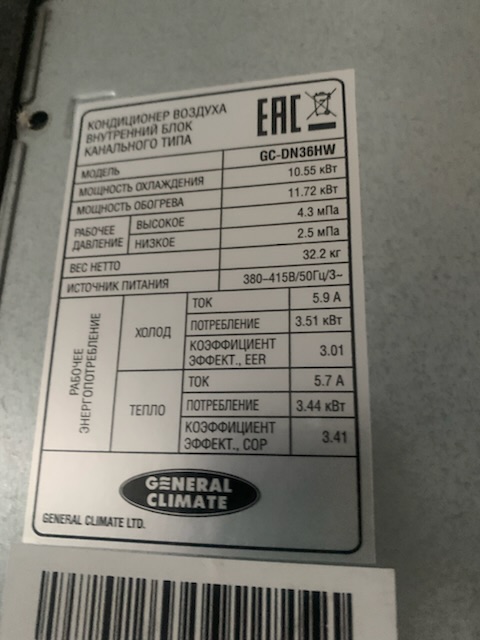 КОНДИЦИОНЕР ВОЗДУХА
ВНУТРЕННИЙ БЛОК
КАНАЛЬНОГО ТИПА
EAC
МОДЕЛЬ GC-DN36HW
МОЩНОСТЬ ОХЛАЖДЕНИЯ 10.55 кВт
МОЩНОСТЬ ОБОГРЕВА 11.72 кВт
РАБОЧЕЕ ДАВЛЕНИЕ ВЫСОКОЕ 4.3 мПа
НИЗКОЕ 2.5 мПа
ВЕС НЕТТО 32.2 кг
ИСТОЧНИК ПИТАНИЯ 380-415В/50Гц/3~
РАБОЧЕЕ
ЭНЕРГОПОТРЕБЛЕНИЕ
ХОЛОД
ТОК 5.9 А
ПОТРЕБЛЕНИЕ 3.51 кВт
КОЭФФИЦИЕНТ
ЭФФЕКТ., EER 3.01
ТЕПЛО
ТОК 5.7 А
ПОТРЕБЛЕНИЕ 3.44 кВт
КОЭФФИЦИЕНТ
ЭФФЕКТ., COP 3.41
GENERAL
CLIMATE
GENERAL CLIMATE LTD.